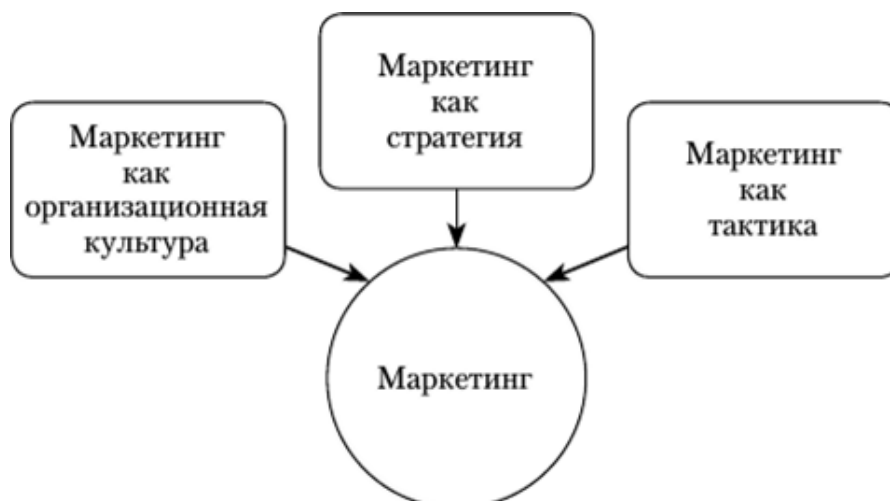 Маркетинг
как
организационная
культура
Маркетинг
как
стратегия
Маркетинг
как
тактика
Маркетинг